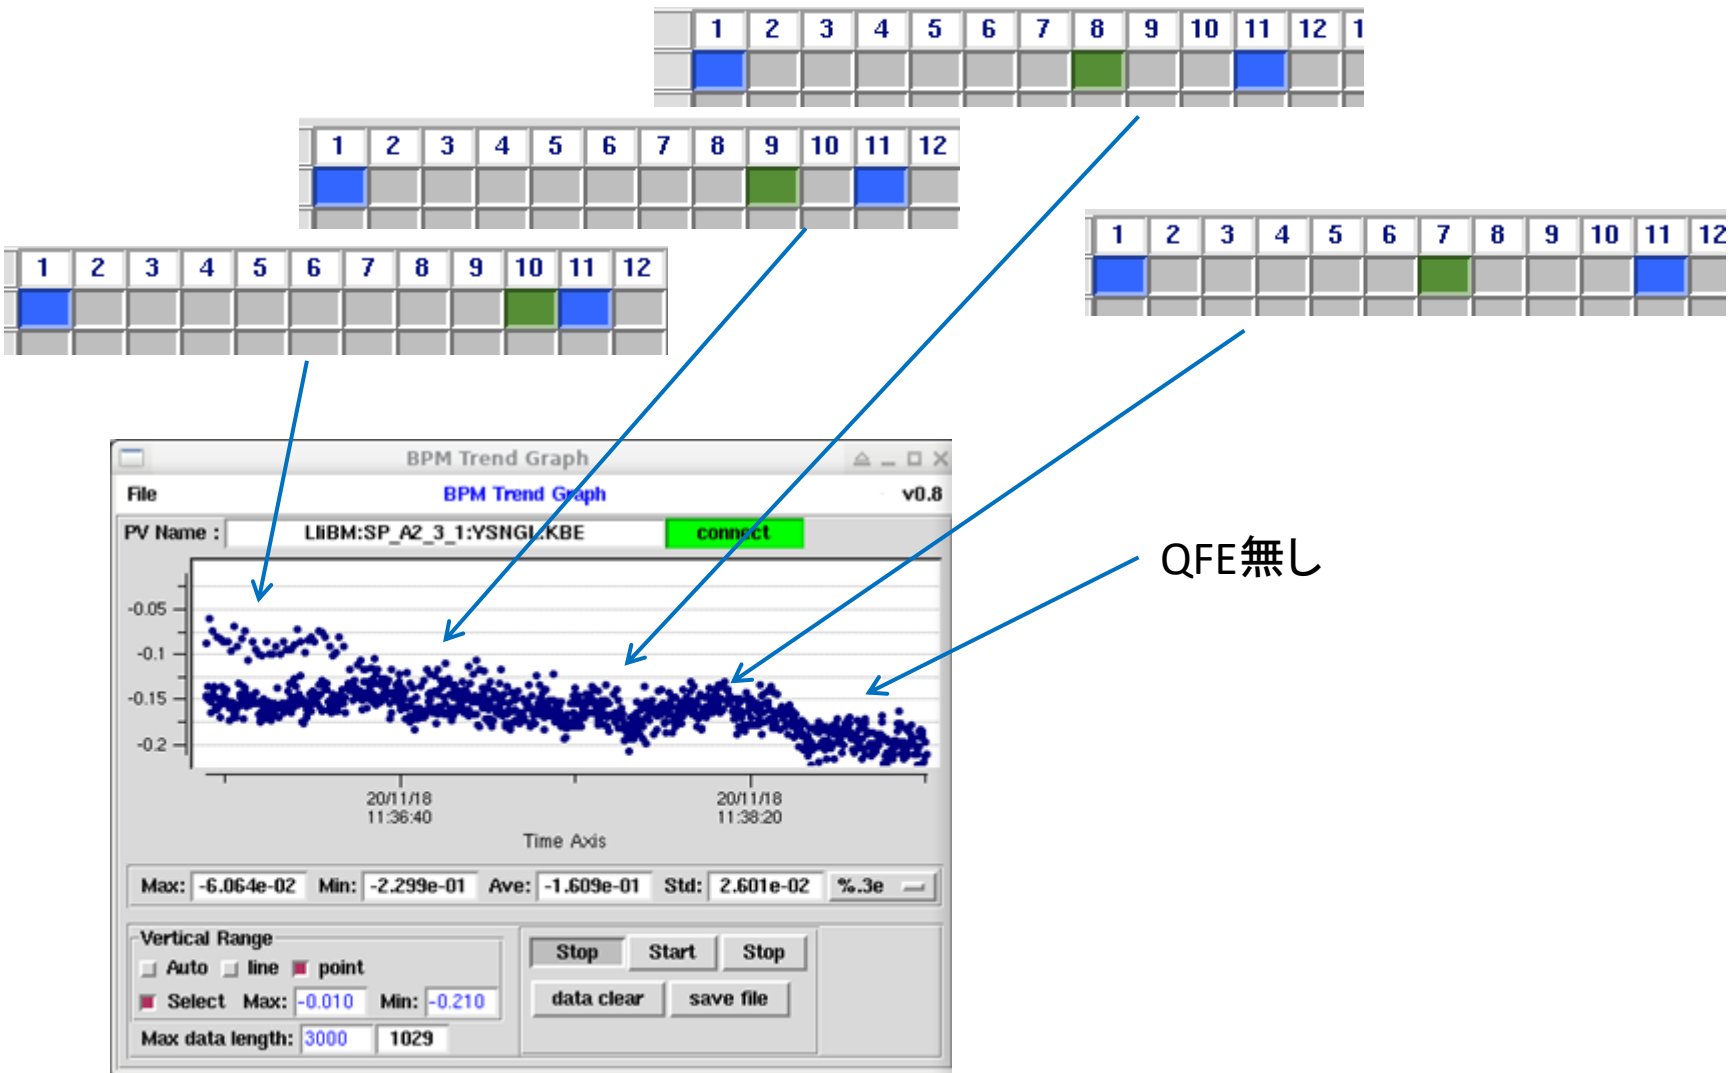 1 2 3 4 5 6 7 8 9 10 11 12 1
1 2 3 4 5 6 7 8 9 10 11 12
1 2 3 4 5 6 7 8 9 10 11 12
1 2 3 4 5 6 7 8 9 10 11 12
BPM Trend Graph
File BPM Trend Graph v0.8
PV Name : LIiBM:SP_A2_3_1:YSNGL:KBE connect
QFE無し
-0.05
-0.1
-0.15
-0.2
20/11/18 20/11/18
11:36:40 11:38:20
Time Axis
Max: -6.064e-02 Min: -2.299e-01 Ave: -1.609e-01 Std: 2.601e-02 %.3e
Vertical Range
Auto line point
Select Max: -0.010 Min: -0.210
Max data length: 3000 1029
Stop Start Stop
data clear save file